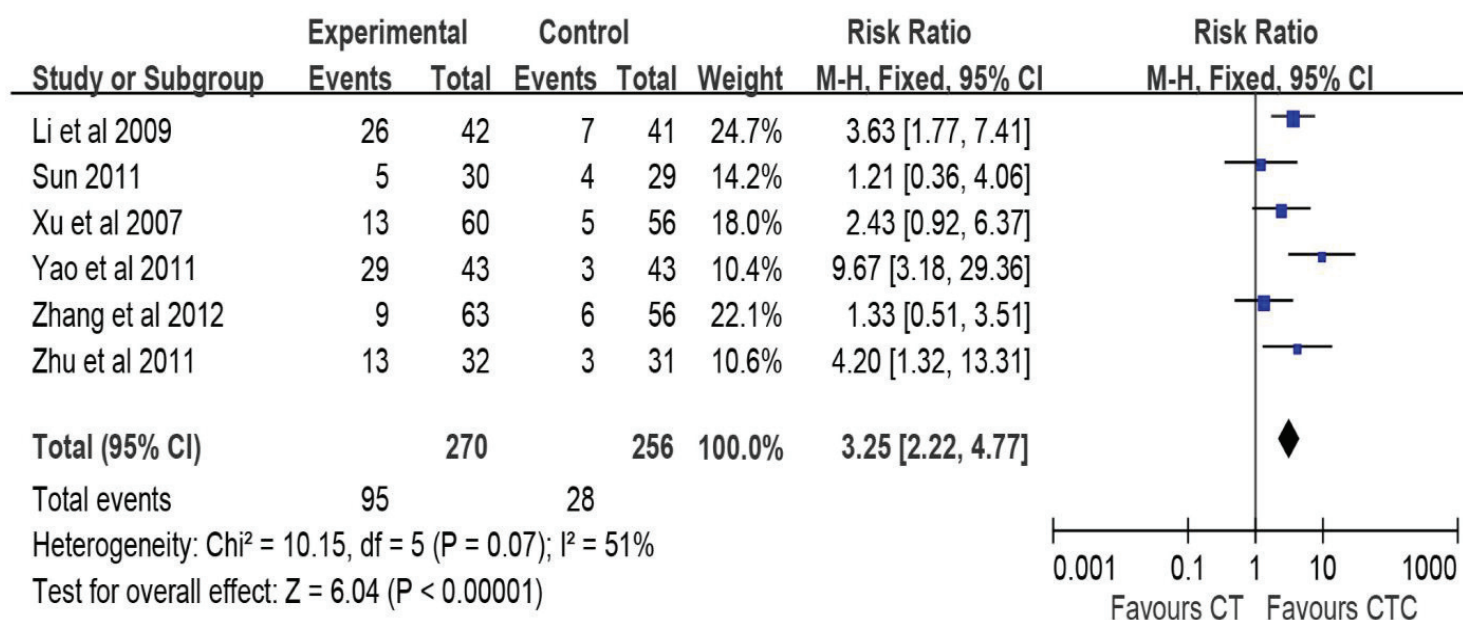 Experimental Control Risk Ratio Risk Ratio
Study or Subgroup Events Total Events Total Weight M-H, Fixed, 95% CI M-H, Fixed, 95% CI
Li et al 2009 26 42 7 41 24.7% 3.63 [1.77, 7.41]
Sun 2011 5 30 4 29 14.2% 1.21 [0.36, 4.06]
Xu et al 2007 13 60 5 56 18.0% 2.43 [0.92, 6.37]
Yao et al 2011 29 43 3 43 10.4% 9.67 [3.18, 29.36]
Zhang et al 2012 9 63 6 56 22.1% 1.33 [0.51, 3.51]
Zhu et al 2011 13 32 3 31 10.6% 4.20 [1.32, 13.31]
Total (95% CI) 270 256 100.0% 3.25 [2.22, 4.77]
Total events 95 28
Heterogeneity: Chi² = 10.15, df = 5 (P = 0.07); I² = 51%
Test for overall effect: Z = 6.04 (P < 0.00001)
0.001 0.1 1 10 1000
Favours CT Favours CTC